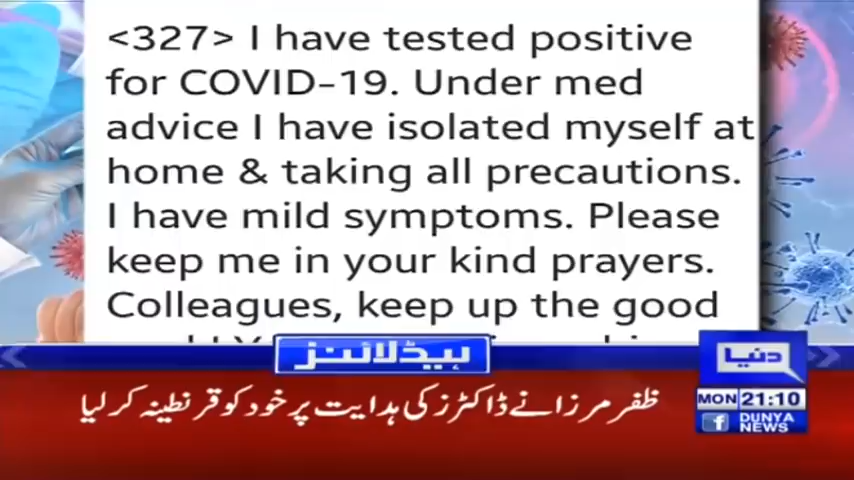 <327> I have tested positive
for COVID-19. Under med
advice I have isolated myself at
home & taking all precautions.
I have mild symptoms. Please
keep me in your kind prayers.
Colleagues, keep up the good
ہیڈلائنز
دنیا
ظفر مرزا نے ڈاکٹرز کی ہدایت پر خود کو قرنطینہ کر لیا
MON 21:10
f DUNYA
NEWS